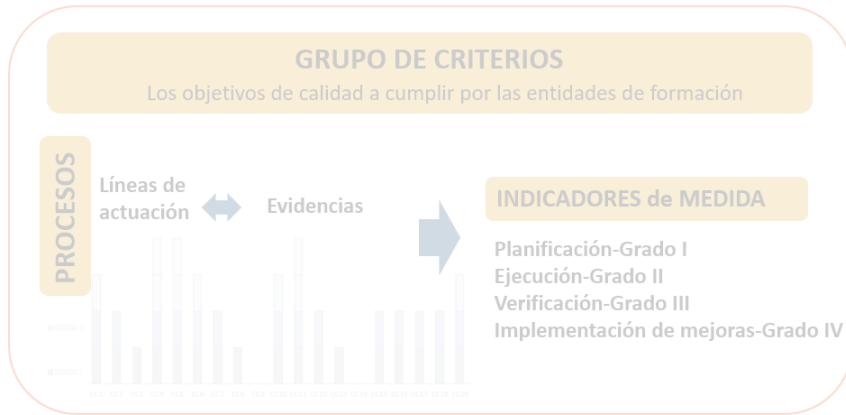 GRUPO DE CRITERIOS
Los objetivos de calidad a cumplir por las entidades de formación
PROCESOS
Líneas de
actuación
Evidencias
INDICADORES de MEDIDA
Planificación-Grado I
Ejecución-Grado II
Verificación-Grado III
Implementación de mejoras-Grado IV